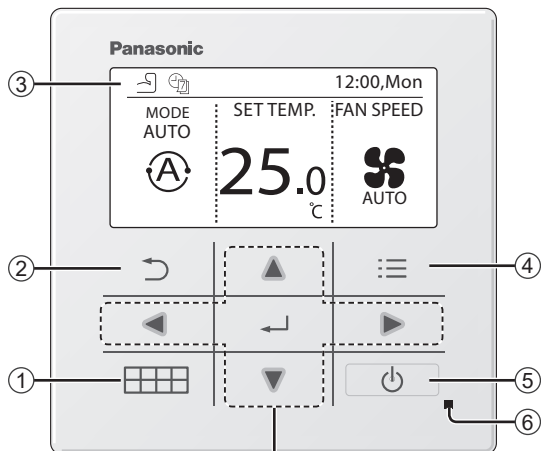 Panasonic
③ 7 12:00,Mon
MODE SET TEMP. FAN SPEED
AUTO
A 25.0
℃ AUTO
② ④
① ⑤
⑥